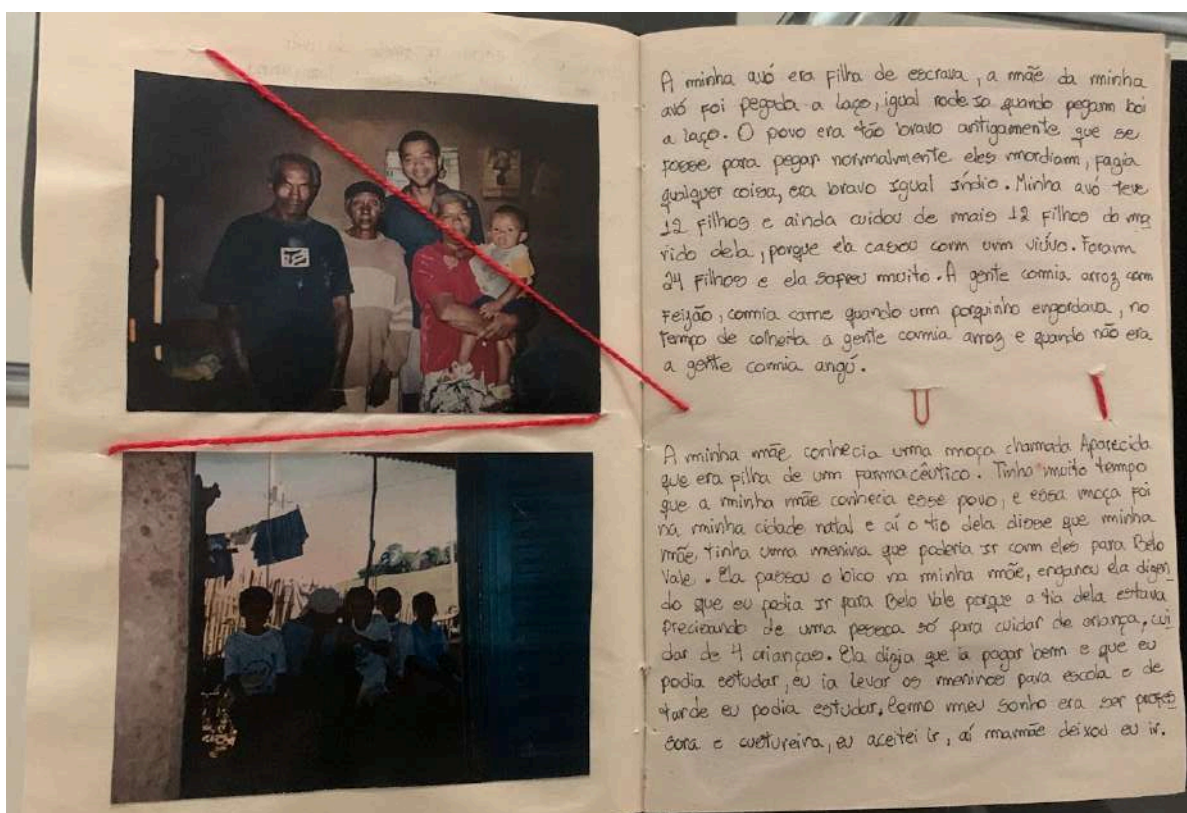 A minha avó era filha de escrava, a mãe da minha
avó foi pegada a laço, igual rodeio quando pegam boi
a laço. O povo era tão bravo antigamente que se
fosse para pegar normalmente eles mordiam, fazia
qualquer coisa, era bravo igual índio. Minha avó teve
12 filhos e ainda cuidou de mais 12 filhos do ma
rido dela, porque ela casou com um viúvo. Foram
24 filhos e ela sofreu muito. A gente comia arroz com
feijão, comia carne quando um porquinho engordava, no
tempo de colheita a gente comia arroz e quando não era
a gente comia angú.
A minha mãe conhecia uma moça chamada Aparecida
que era filha de um farmacêutico. Tinha muito tempo
que a minha mãe conhecia esse povo, e essa moça foi
na minha cidade natal e aí o tio dela disse que minha
mãe tinha uma menina que poderia ir com eles para Belo
Vale. Ela passou o bico na minha mãe, enganou ela dizen
do que eu podia ir para Belo Vale porque a tia dela estava
precisando de uma pessoa só para cuidar de criança, cui
dar de 4 crianças. Ela dizia que ia pagar bem e que eu
podia estudar, eu ia levar os meninos para escola e de
tarde eu podia estudar. Como meu sonho era ser profes
sora e custureira, eu aceitei ir, aí mamãe deixou eu ir.